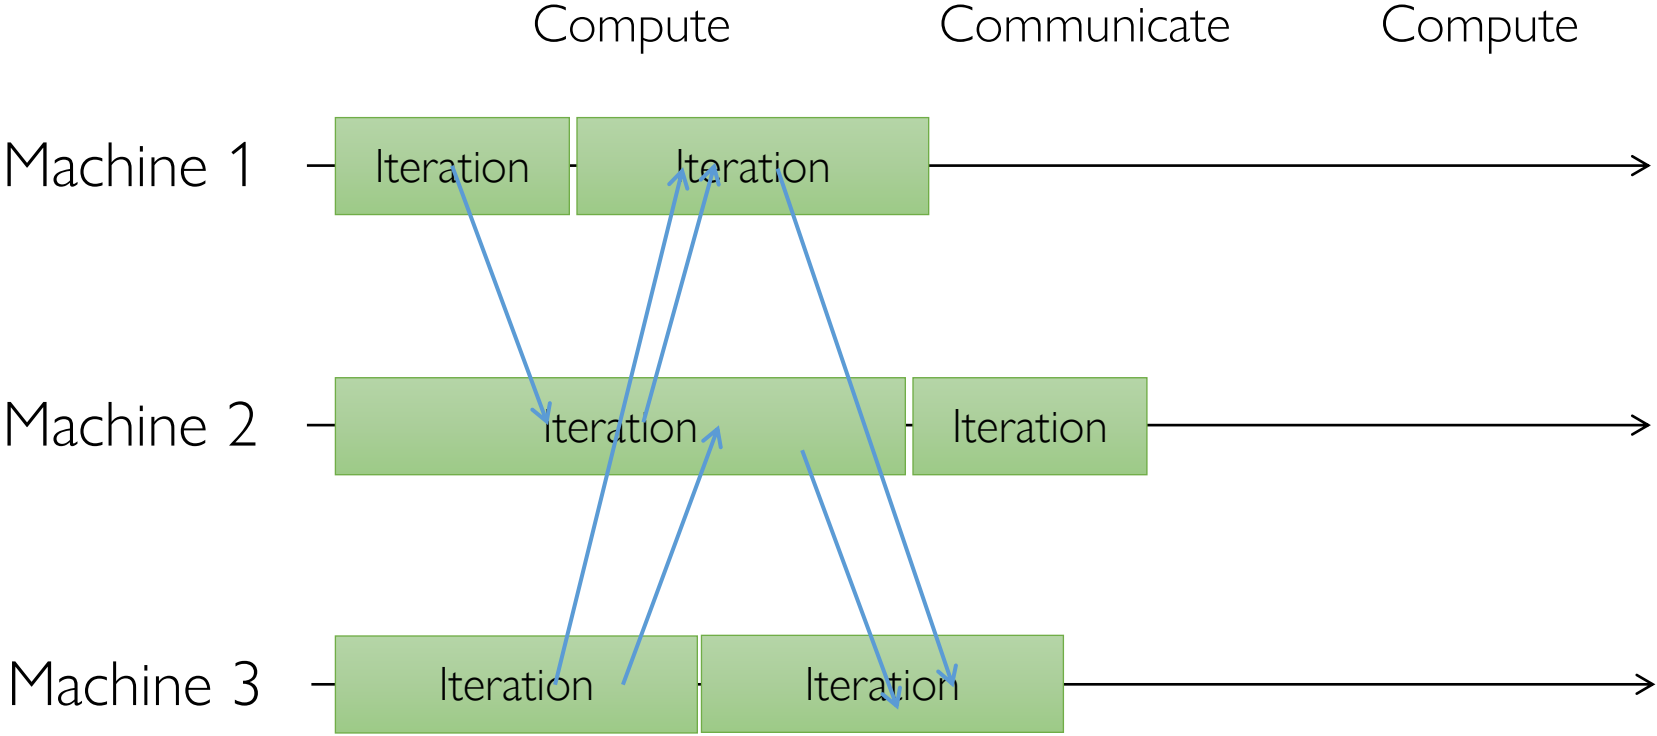 Compute Communicate Compute
Machine 1 Iteration Iteration
Machine 2 Iteration Iteration
Machine 3 Iteration Iteration